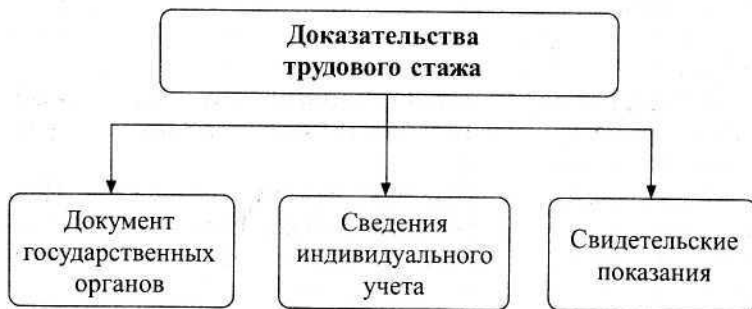 Доказательства
трудового стажа
Документ
государственных
органов
Сведения
индивидуального
учета
Свидетельские
показания